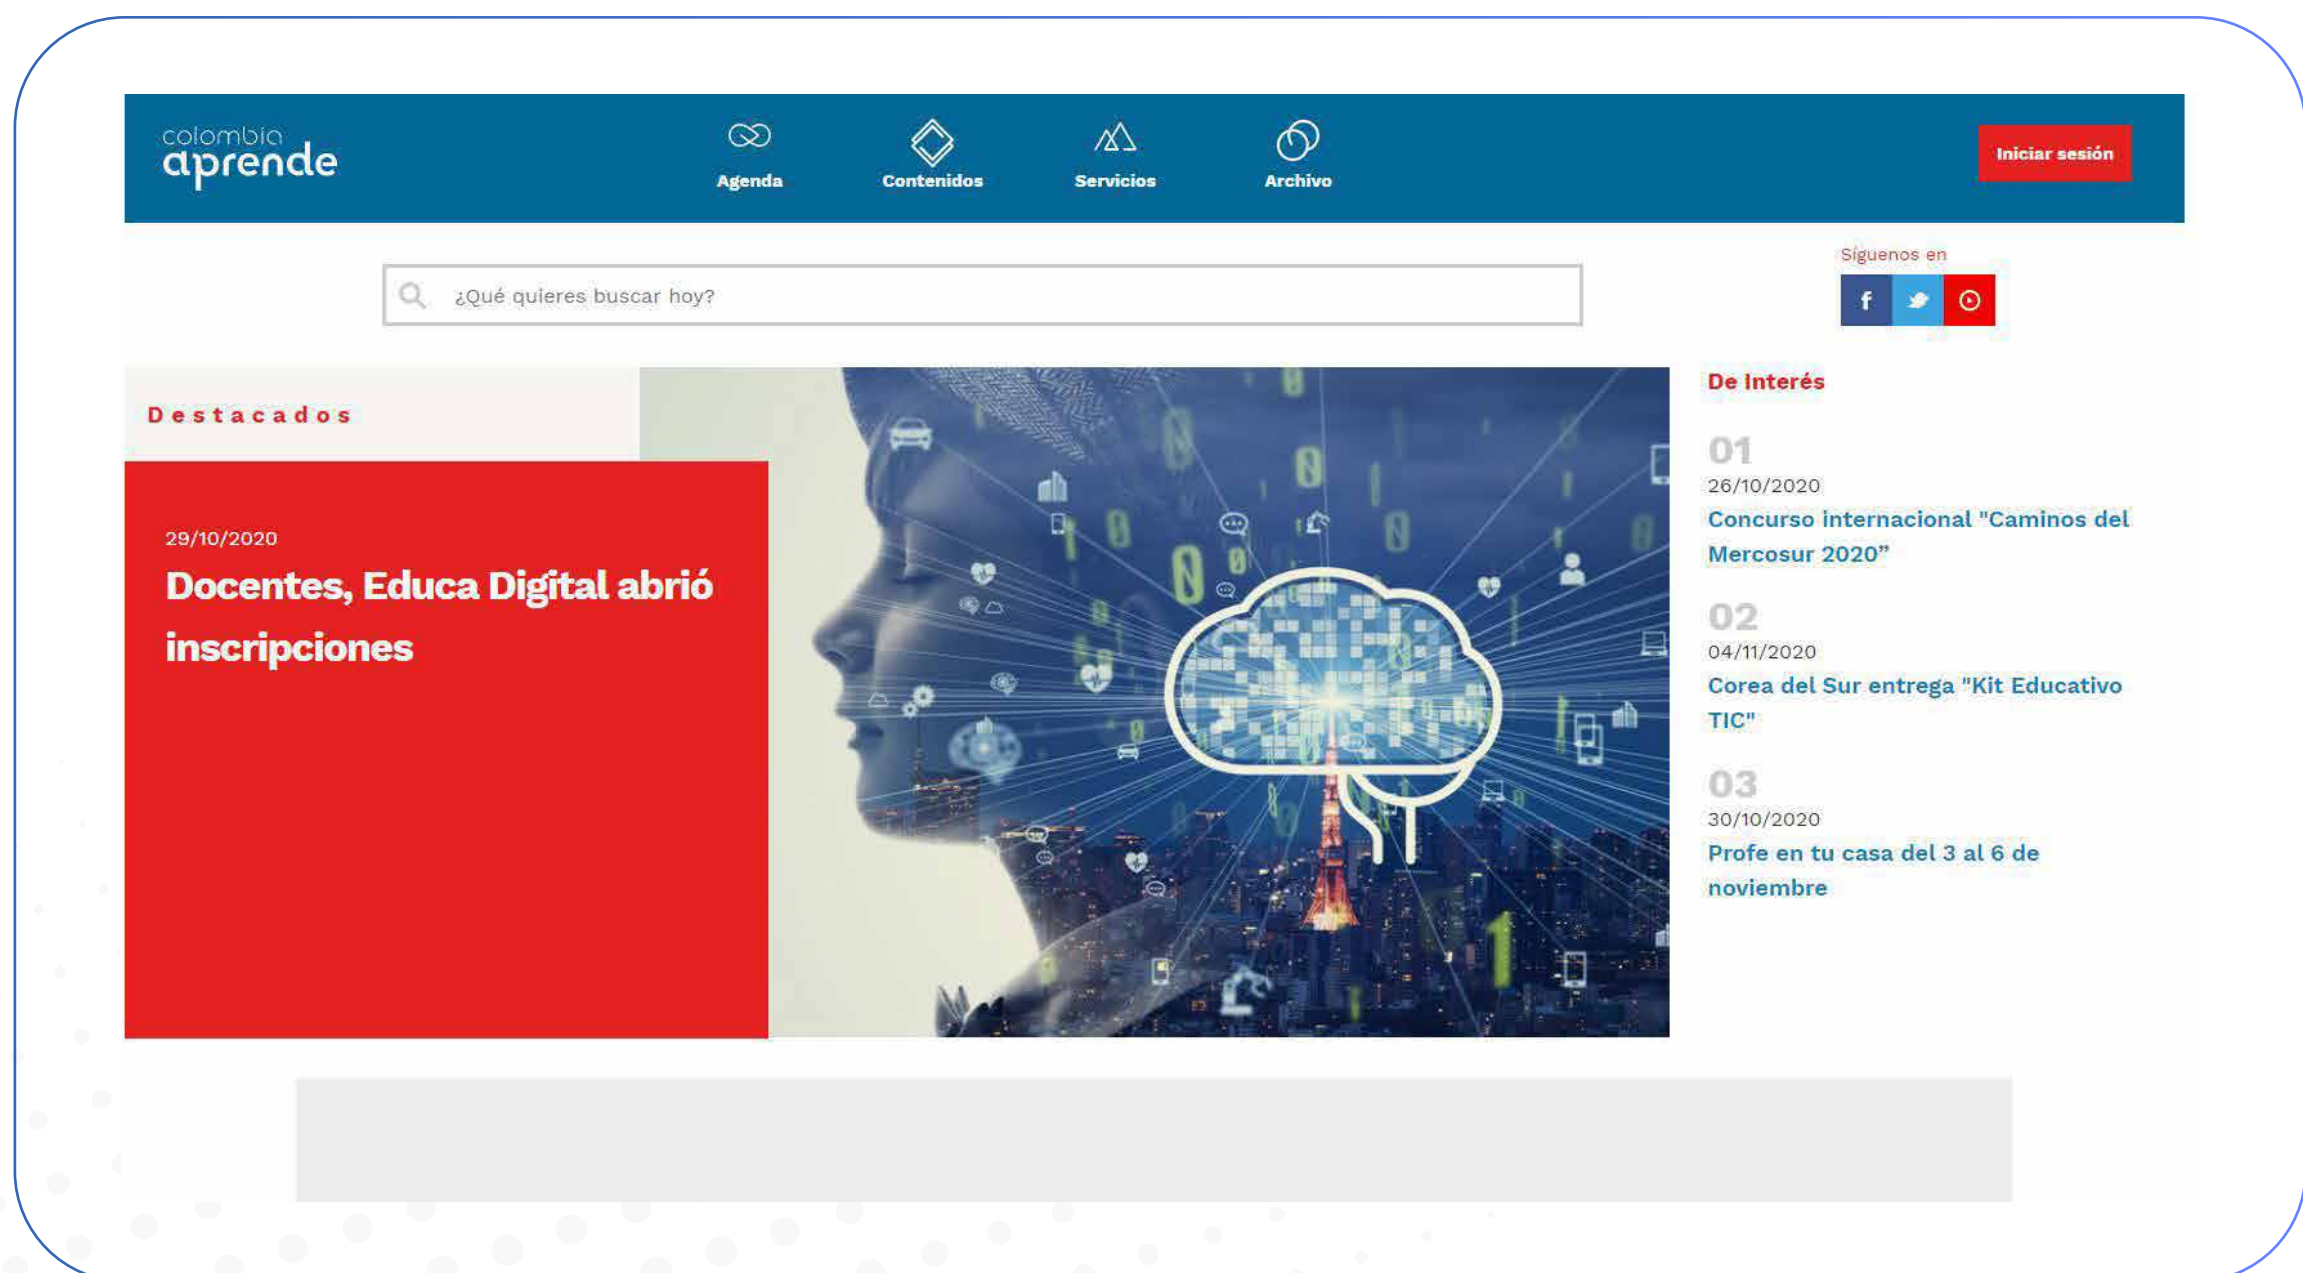 colombia
aprende
Agenda
Contenidos
Servicios
Archivo
Iniciar sesión
¿Qué quieres buscar hoy?
Síguenos en
Destacados
29/10/2020
Docentes, Educa Digital abrió
inscripciones
De Interés
01
26/10/2020
Concurso internacional "Caminos del
Mercosur 2020”
02
04/11/2020
Corea del Sur entrega "Kit Educativo
TIC"
03
30/10/2020
Profe en tu casa del 3 al 6 de
noviembre